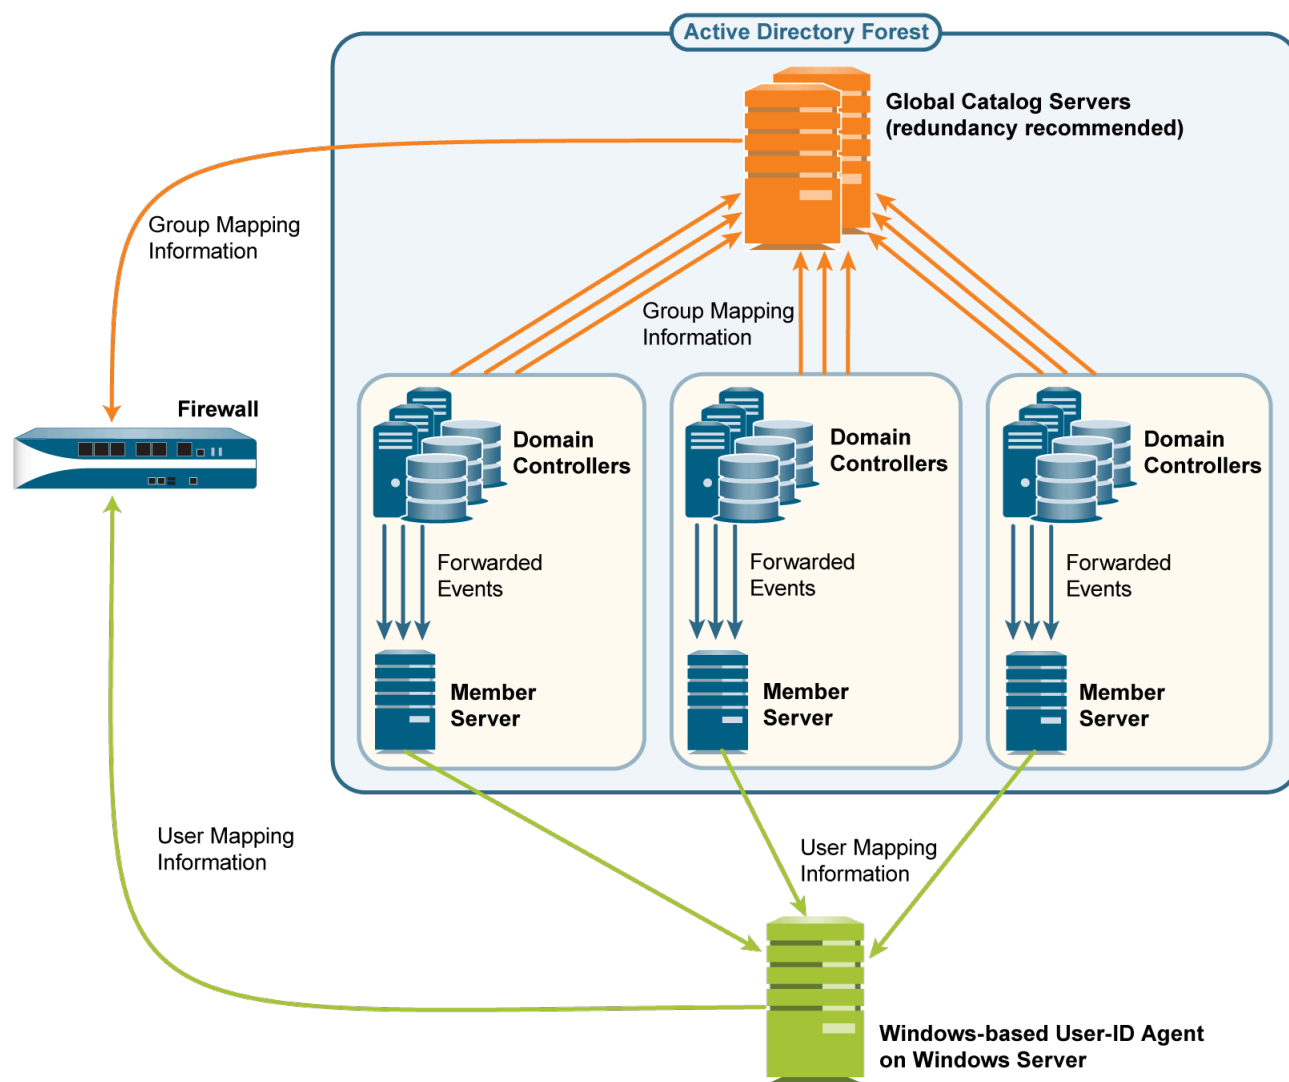 Active Directory Forest
Global Catalog Servers
(redundancy recommended)
Group Mapping
Information
Group Mapping
Information
Firewall
Domain
Controllers
Domain
Controllers
Domain
Controllers
Forwarded
Events
Forwarded
Events
Forwarded
Events
Member
Server
Member
Server
Member
Server
User Mapping
Information
User Mapping
Information
Windows-based User-ID Agent
on Windows Server